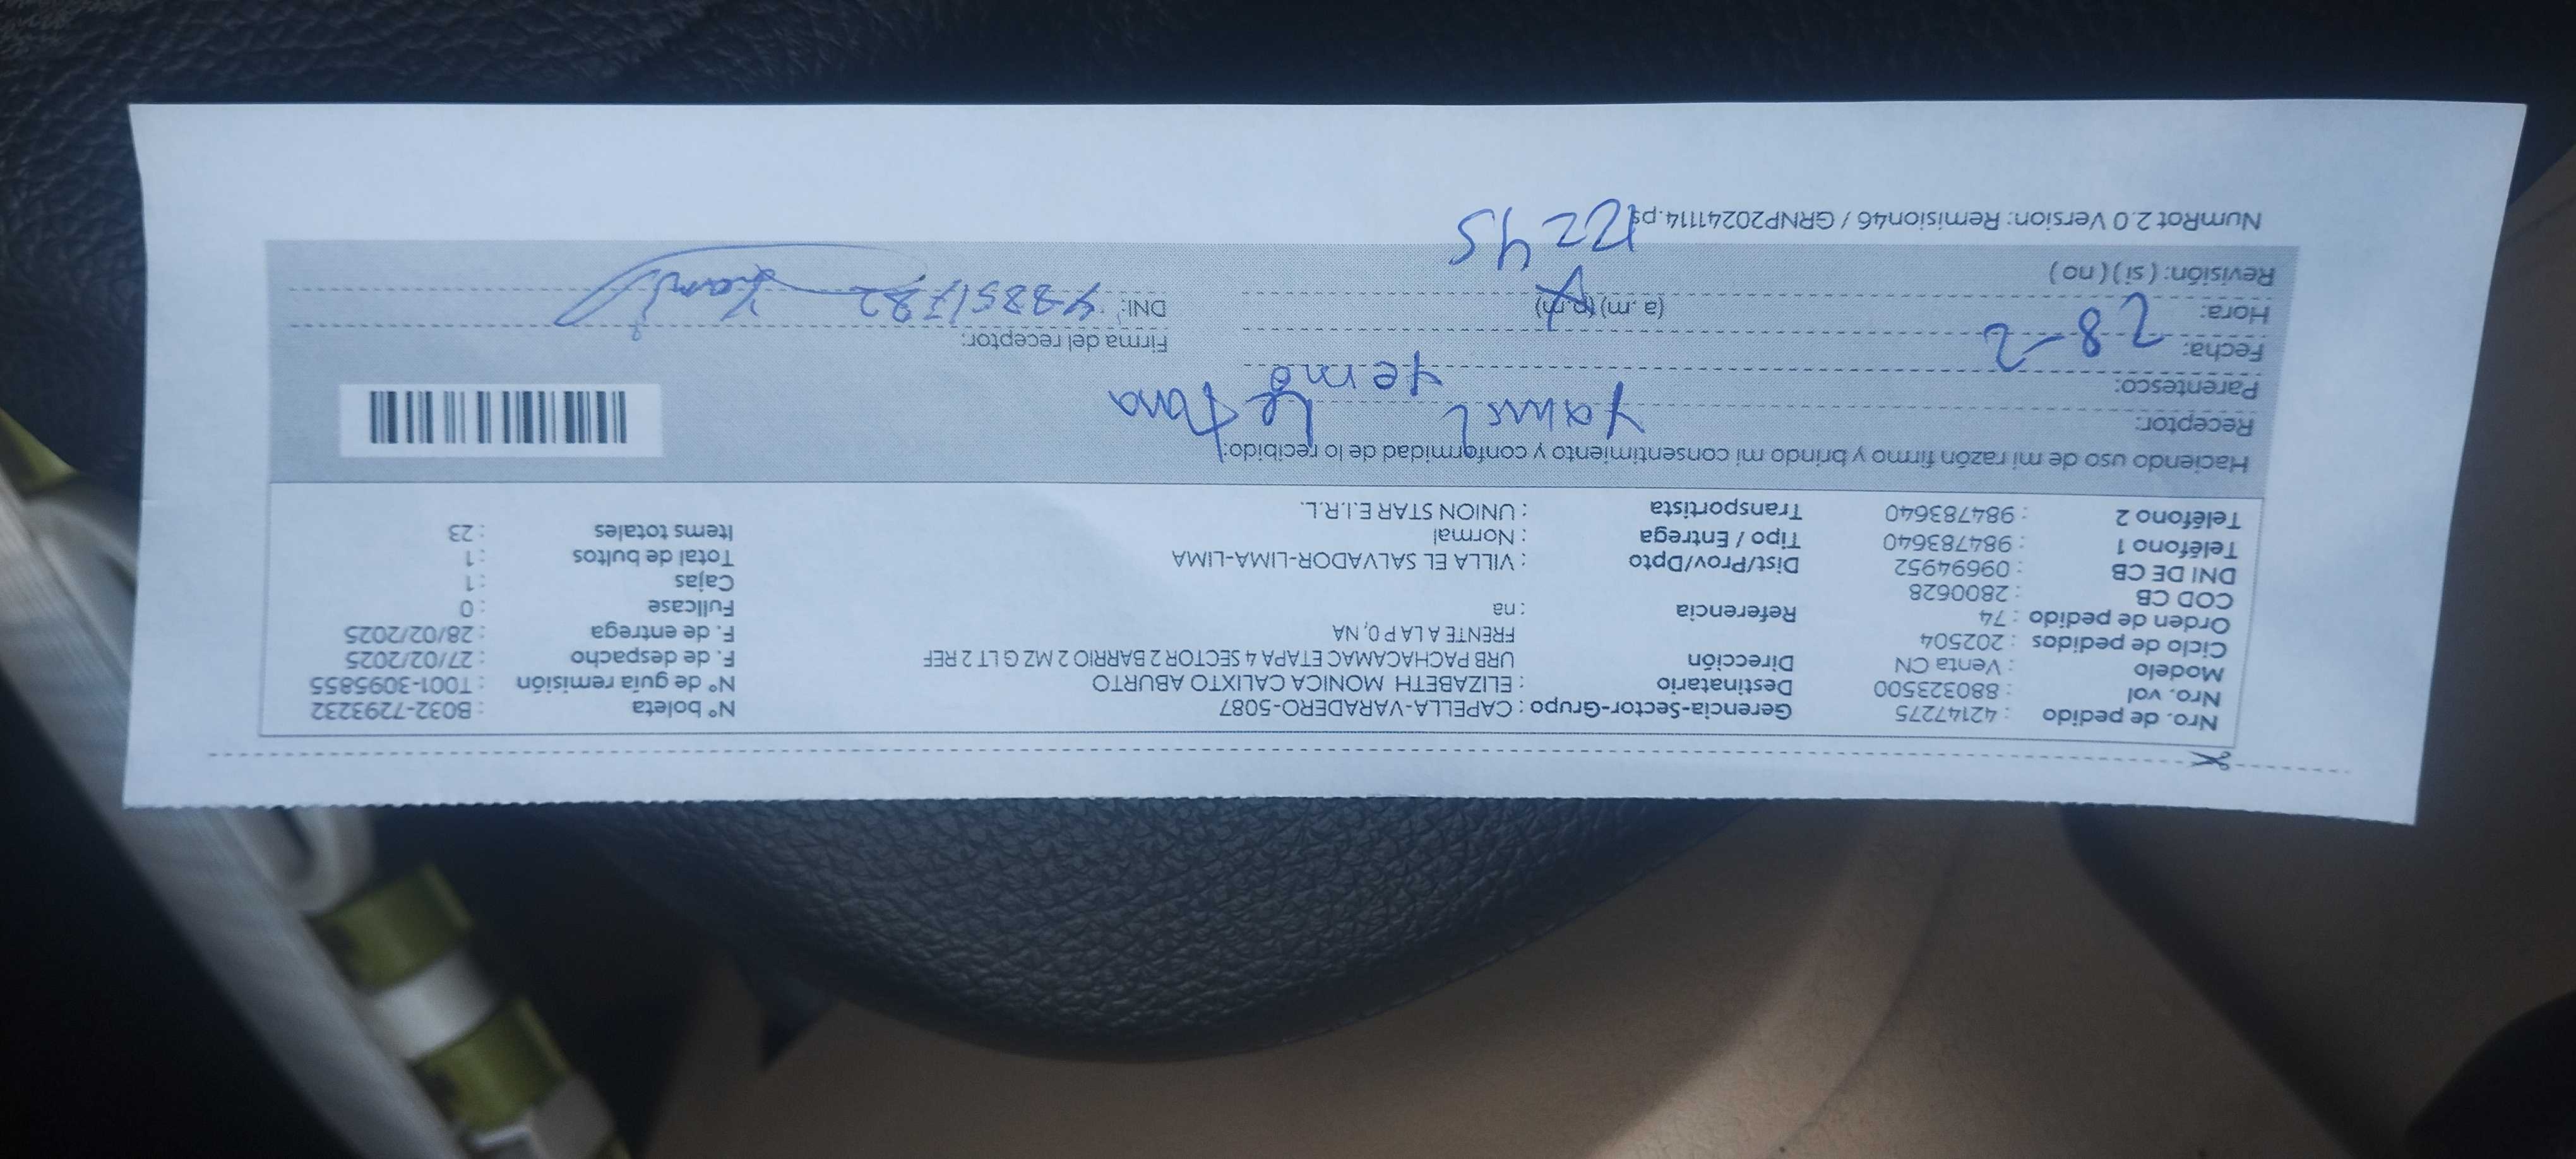 Nro. de pedido : 42147275 Gerencia-Sector-Grupo : CAPELLA-VARADERO-5087 N° boleta : B032-7293232
Nro. vol : 880323500 Destinatario : ELIZABETH MONICA CALIXTO ABURTO N° de guia remisión : T001-3095855
Modelo : Venta CN Dirección URB PACHACAMAC ETAPA 4 SECTOR 2 BARRIO 2 MZ G LT 2 REF F. de despacho : 27/02/2025
Ciclo de pedidos : 202504 FRENTE A LA P 0, NA F. de entrega : 28/02/2025
Orden de pedido : 74 Referencia : na Fullcase : 0
COD CB : 2800628 Cajas : 1
DNI DE CB : 09694952 Dist/Prov/Dpto : VILLA EL SALVADOR-LIMA-LIMA Total de bultos : 1
Teléfono 1 : 984783640 Tipo / Entrega : Normal Items totales : 23
Teléfono 2 : 984783640 Transportista : UNION STAR E.I.R.L.
Haciendo uso de mi razón firmo y brindo mi consentimiento y conformidad de lo recibido:
Receptor:
Parentesco: yerno
Fecha: 28-2 Firma del receptor:
Hora: (a.m) (p.m) DNI:
Revisión: ( si ) ( no )
12 45
NumRot 2.0 Version: Remision46 / GRNP20241114.ps